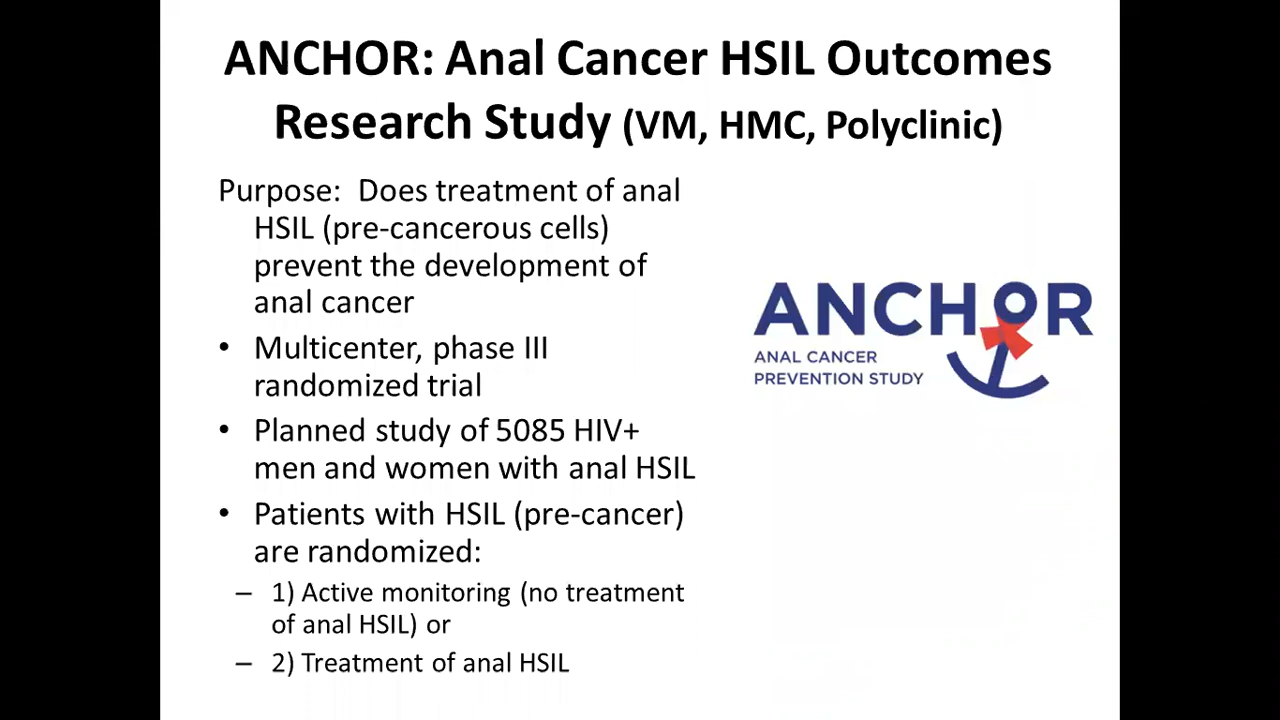 ANCHOR: Anal Cancer HSIL Outcomes
Research Study (VM, HMC, Polyclinic)
Purpose: Does treatment of anal
HSIL (pre-cancerous cells)
prevent the development of
anal cancer
• Multicenter, phase III
randomized trial
• Planned study of 5085 HIV+
men and women with anal HSIL
• Patients with HSIL (pre-cancer)
are randomized:
– 1) Active monitoring (no treatment
of anal HSIL) or
– 2) Treatment of anal HSIL
ANCHOR
ANAL CANCER
PREVENTION STUDY